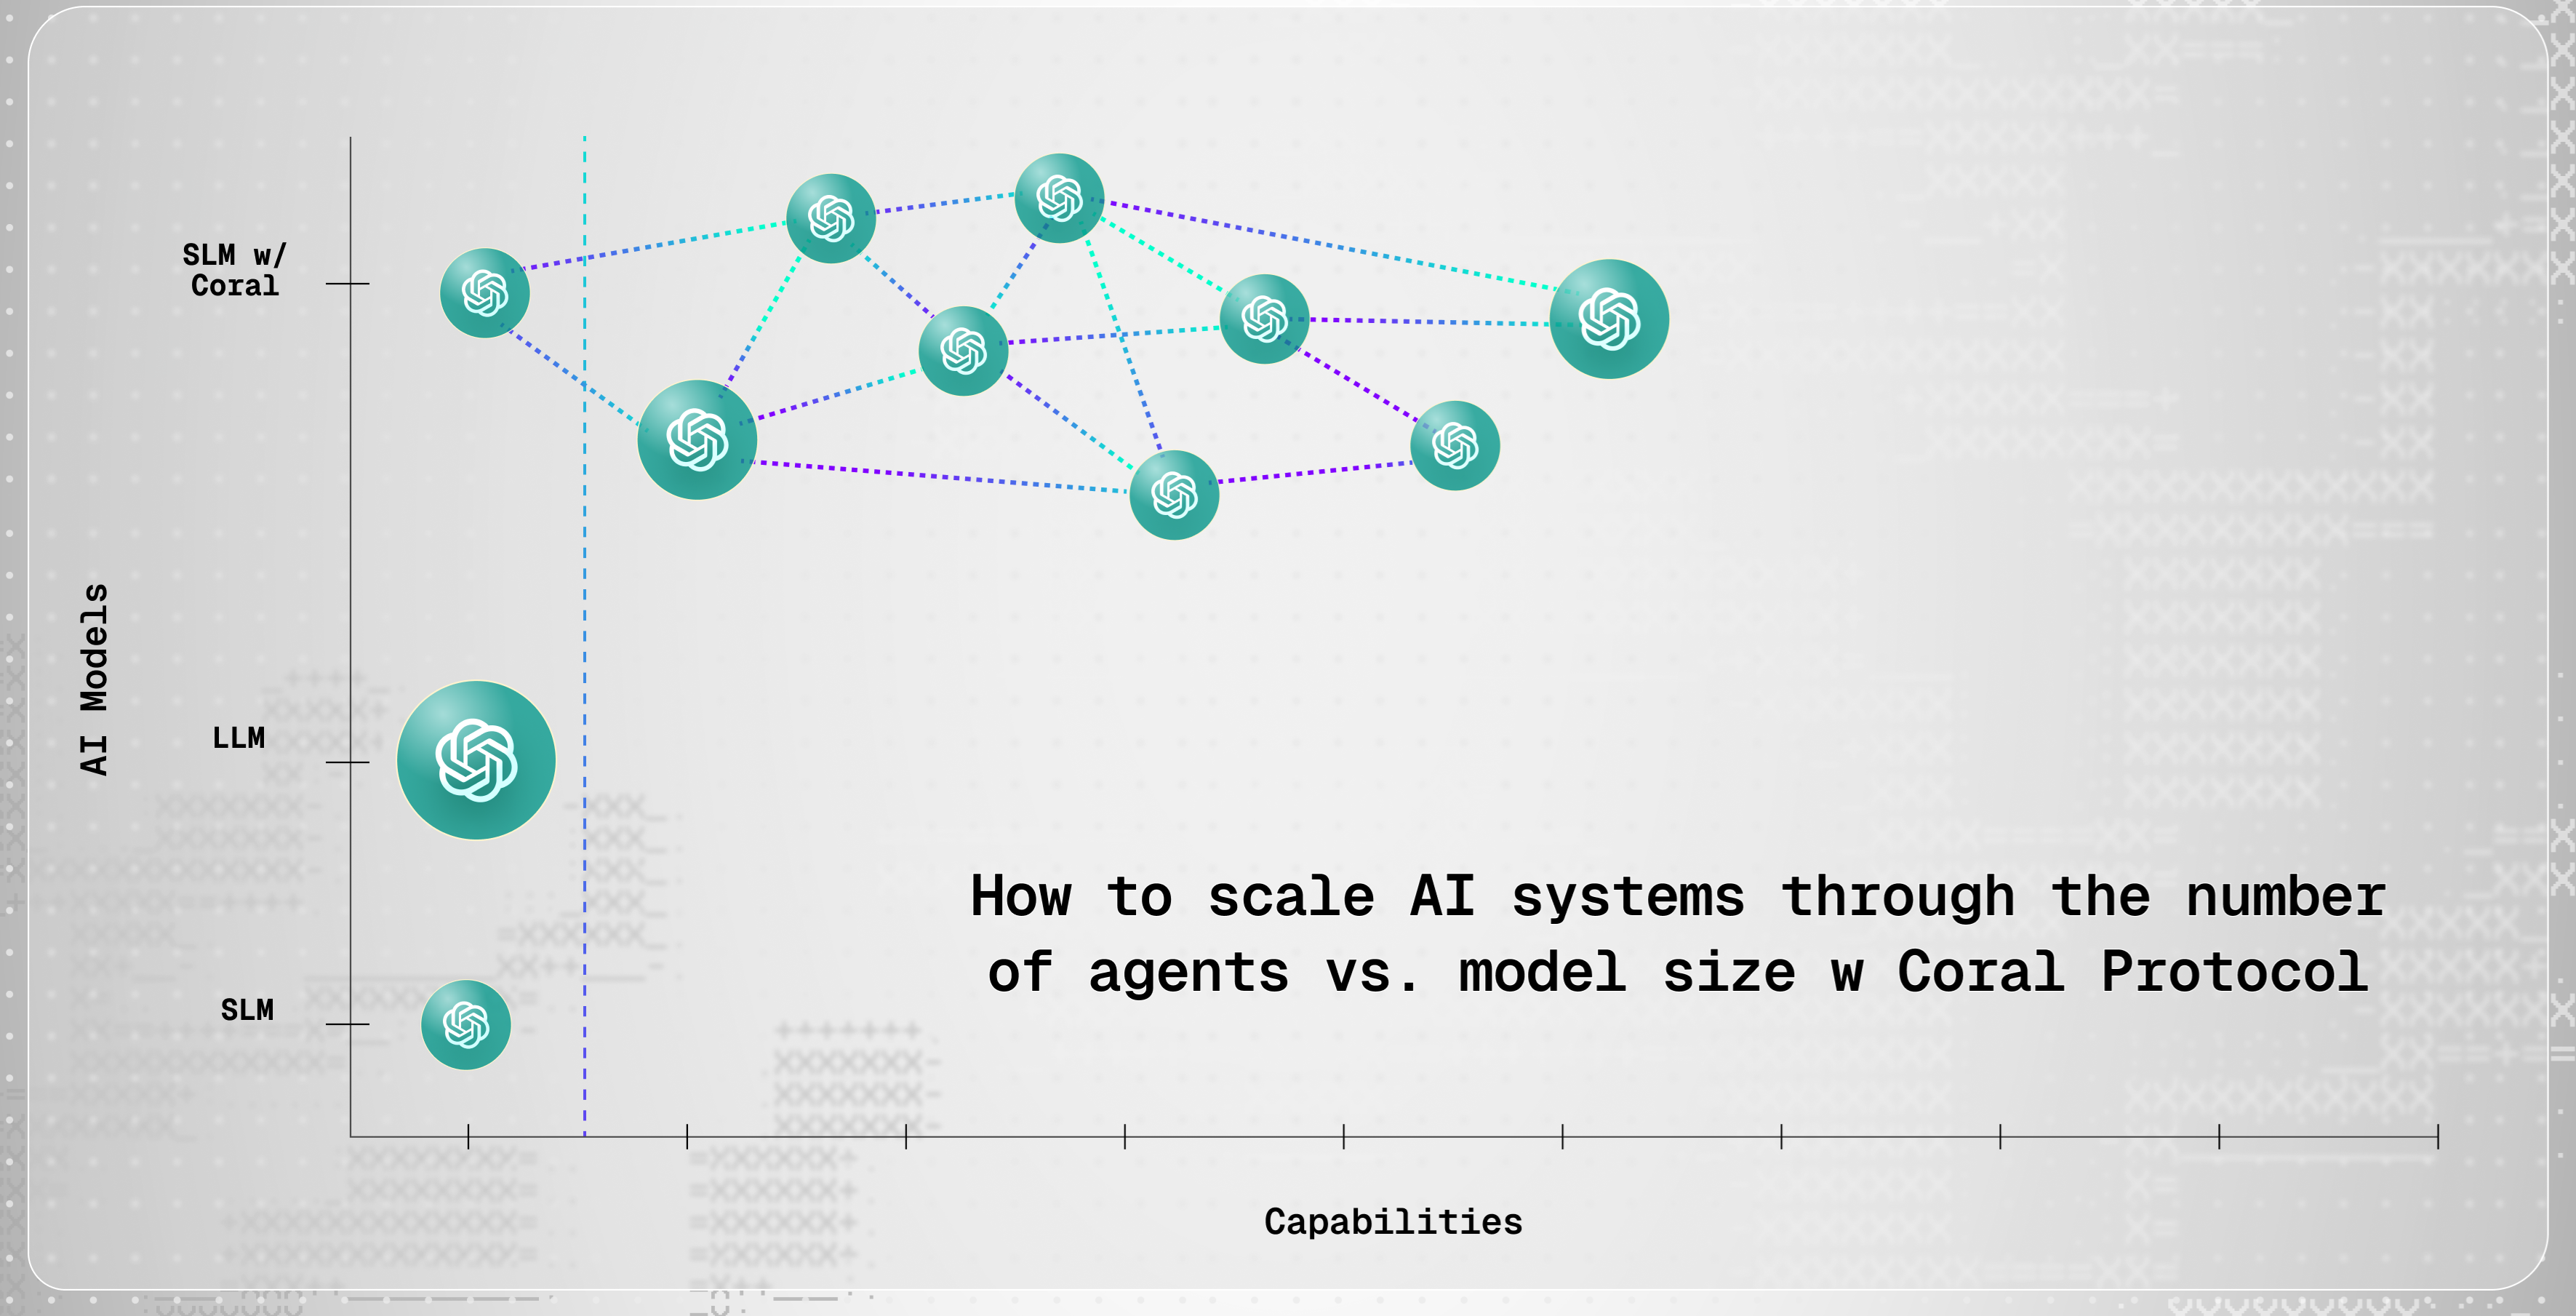 SLM w/
Coral
AI Models
LLM
SLM
How to scale AI systems through the number
of agents vs. model size w Coral Protocol
Capabilities